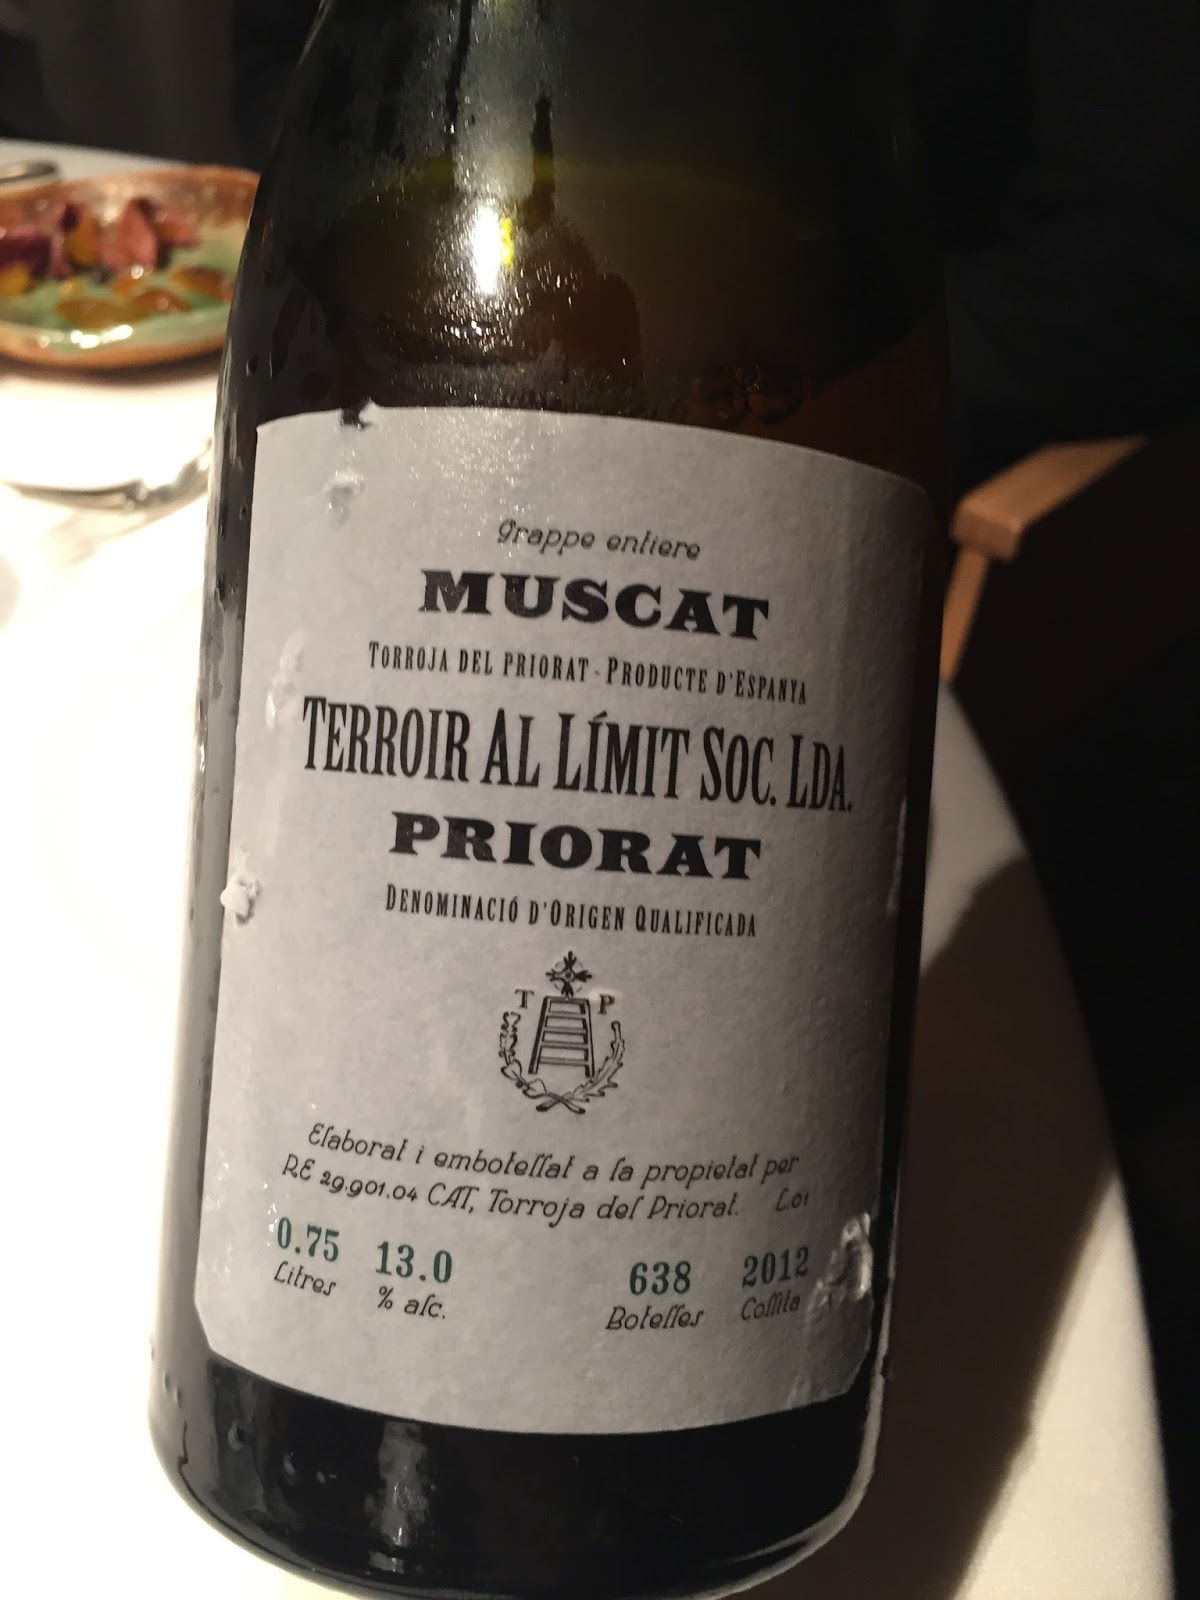 Grappe entiere
MUSCAT
TORROJA DEL PRIORAT - PRODUCTE D'ESPANYA
TERROIR AL LÍMIT SOC. LDA.
PRIORAT
DENOMINACIÓ D'ORIGEN QUALIFICADA
T P
Elaborat i embotellat a la propietat per
RE 29.901.04 CAT, Torroja del Priorat.
0.75 13.0 638 2012
Litres % alc. Botelles Collita